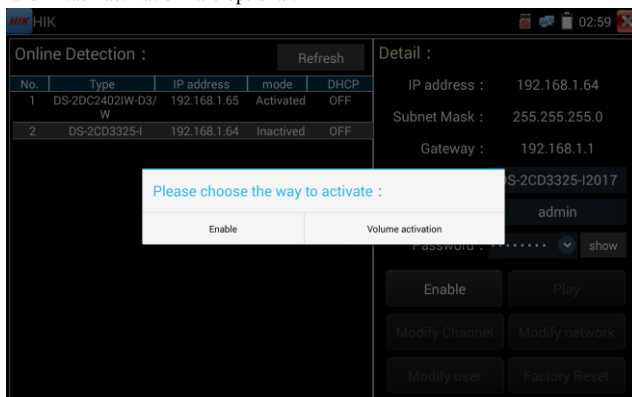 HIK HIK 02:59
Online Detection : Refresh
No. Type IP address mode DHCP
1 DS-2DC2402IW-D3/W 192.168.1.65 Activated OFF
2 DS-2CD3325-I 192.168.1.64 Inactived OFF
Detail :
IP address : 192.168.1.64
Subnet Mask : 255.255.255.0
Gateway : 192.168.1.1
S-2CD3325-I2017
admin
Password : show
Please choose the way to activate :
Enable Volume activation
Enable Play
Modify Channel Modify network
Modify user Factory Reset